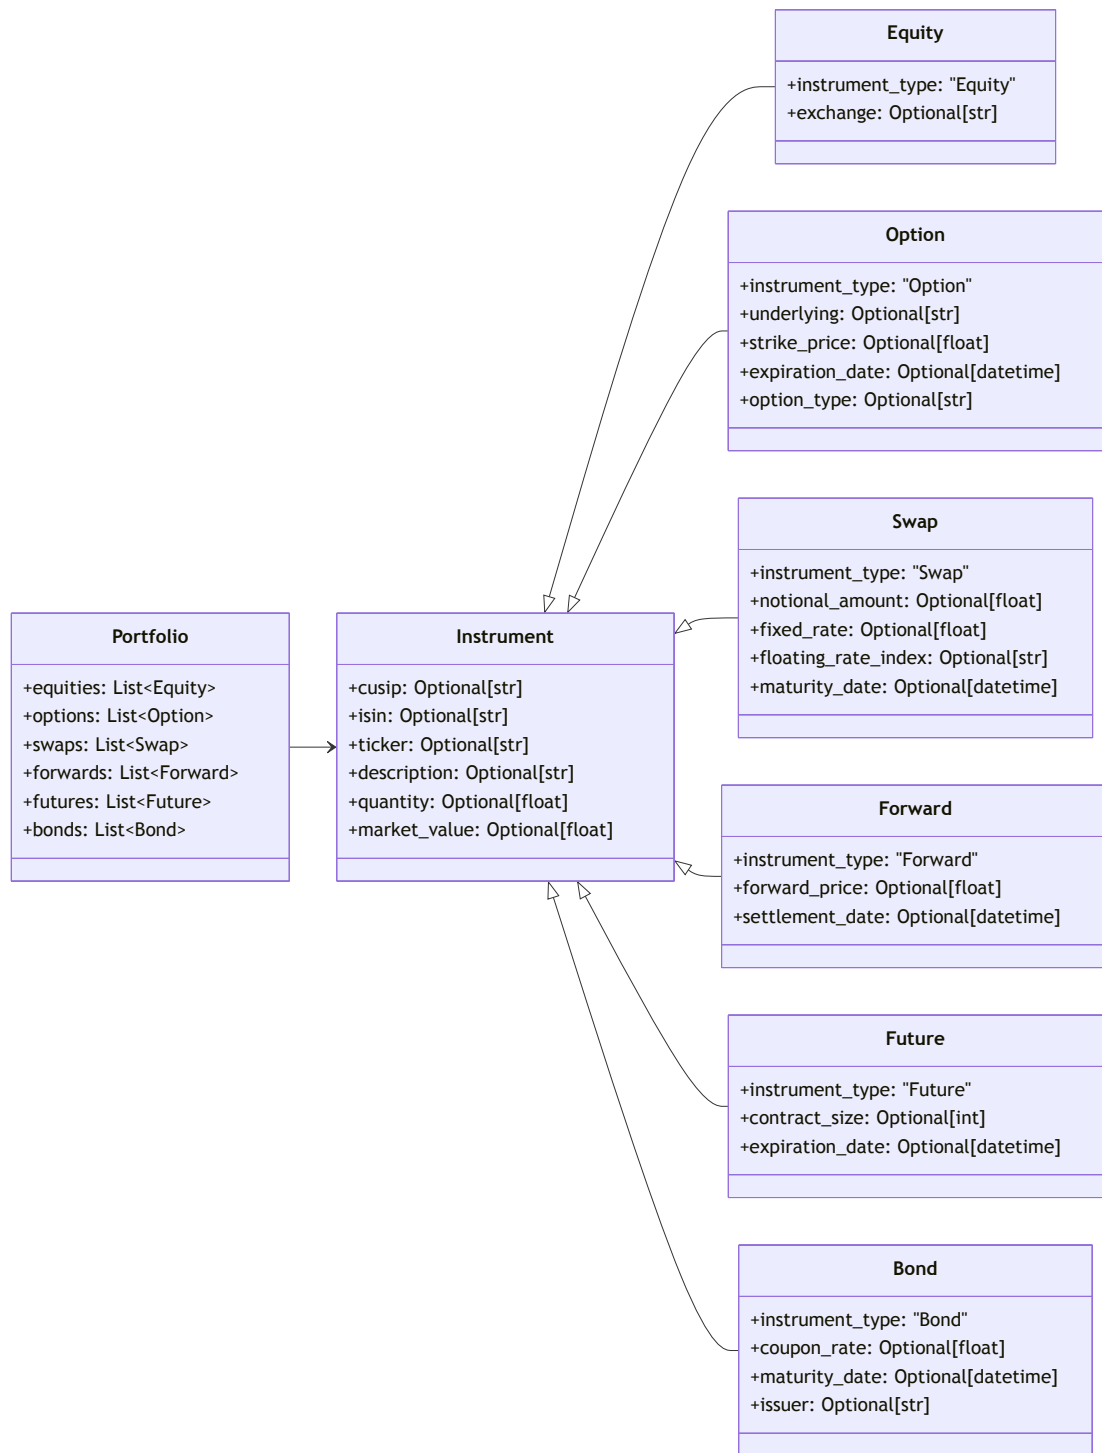 Equity
+instrument_type: "Equity"
+exchange: Optional[str]
Option
+instrument_type: "Option"
+underlying: Optional[str]
+strike_price: Optional[float]
+expiration_date: Optional[datetime]
+option_type: Optional[str]
Swap
+instrument_type: "Swap"
+notional_amount: Optional[float]
+fixed_rate: Optional[float]
+floating_rate_index: Optional[str]
+maturity_date: Optional[datetime]
Portfolio
+equities: List<Equity>
+options: List<Option>
+swaps: List<Swap>
+forwards: List<Forward>
+futures: List<Future>
+bonds: List<Bond>
Instrument
+cusip: Optional[str]
+isin: Optional[str]
+ticker: Optional[str]
+description: Optional[str]
+quantity: Optional[float]
+market_value: Optional[float]
Forward
+instrument_type: "Forward"
+forward_price: Optional[float]
+settlement_date: Optional[datetime]
Future
+instrument_type: "Future"
+contract_size: Optional[int]
+expiration_date: Optional[datetime]
Bond
+instrument_type: "Bond"
+coupon_rate: Optional[float]
+maturity_date: Optional[datetime]
+issuer: Optional[str]